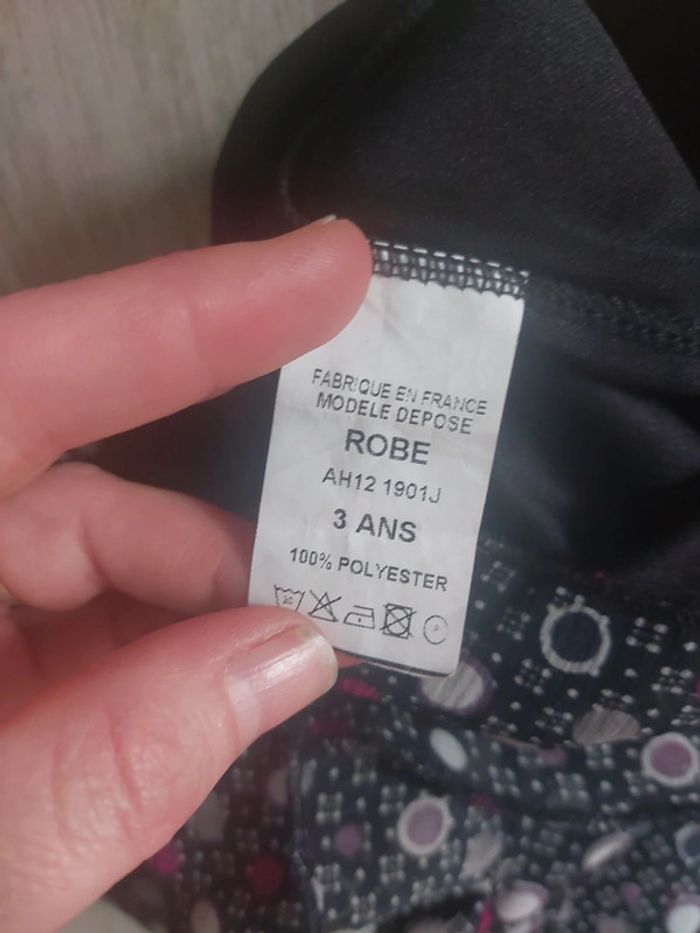 FABRIQUE EN FRANCE
MODELE DEPOSE
ROBE
AH12 1901J
3 ANS
100% POLYESTER